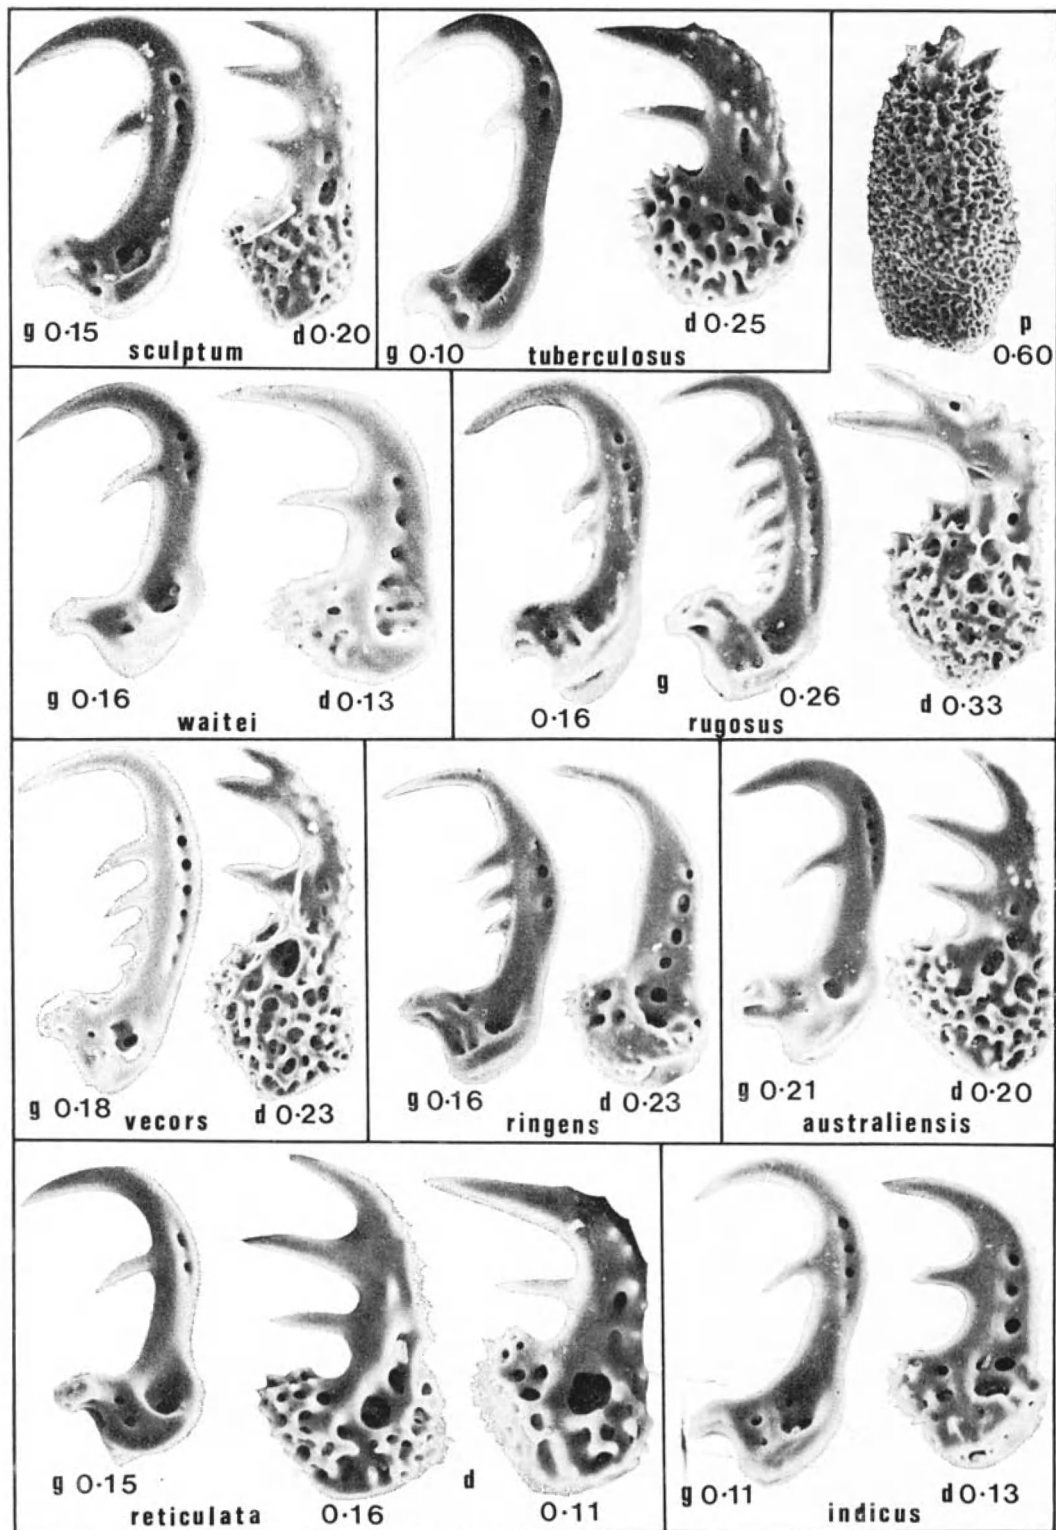 g 0·15
d 0·20
sculptum
g 0·10
d 0·25
tuberculosus
p
0·60
g 0·16
d 0·13
waitei
0·16
g
0·26
d 0·33
rugosus
g 0·18
d 0·23
vecors
g 0·16
d 0·23
ringens
g 0·21
d 0·20
australiensis
g 0·15
0·16
d
0·11
reticulata
g 0·11
d 0·13
indicus